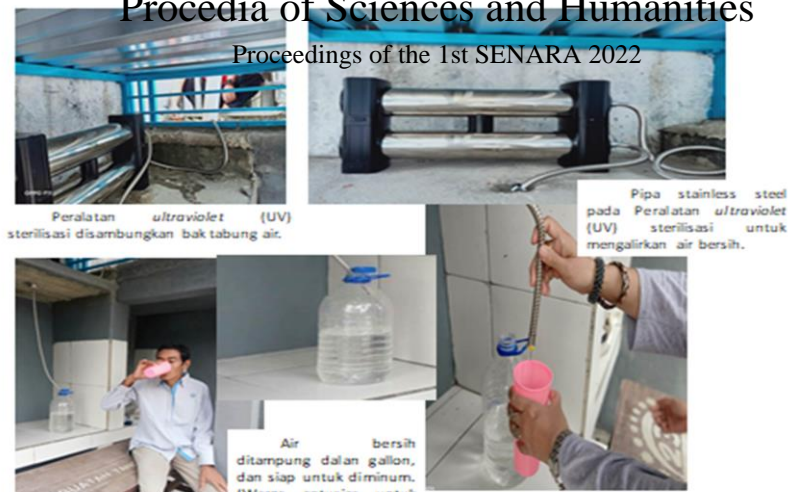 Procedia of Sciences and Humanities
Proceedings of the 1st SENARA 2022
Peralatan ultraviolet (UV)
sterilisasi disambungkan bak tabung air.
Pipa stainless steel
pada Peralatan ultraviolet
(UV) sterilisasi untuk
mengalirkan air bersih.
Air bersih
ditampung dalan gallon,
dan siap untuk diminum.